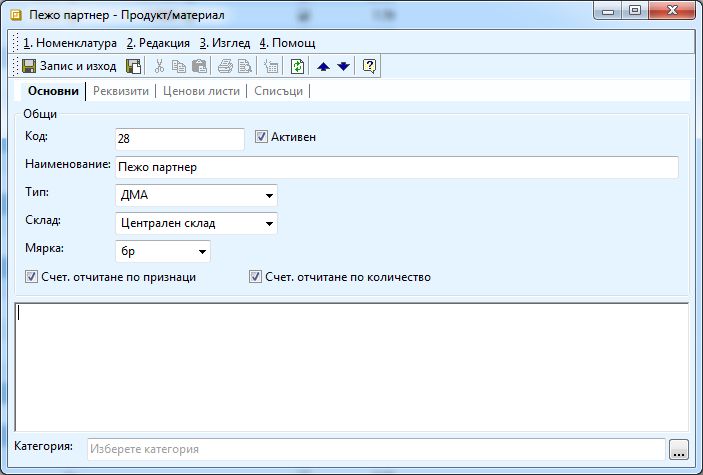 Пежо партнер - Продукт/материал
1. Номенклатура 2. Редакция 3. Изглед 4. Помощ
Запис и изход
Основни Реквизити Ценови листи Списъци
Общи
Код: 28 Активен
Наименование: Пежо партнер
Тип: ДМА
Склад: Централен склад
Мярка: бр
Счет. отчитане по признаци Счет. отчитане по количество
Категория: Изберете категория ...